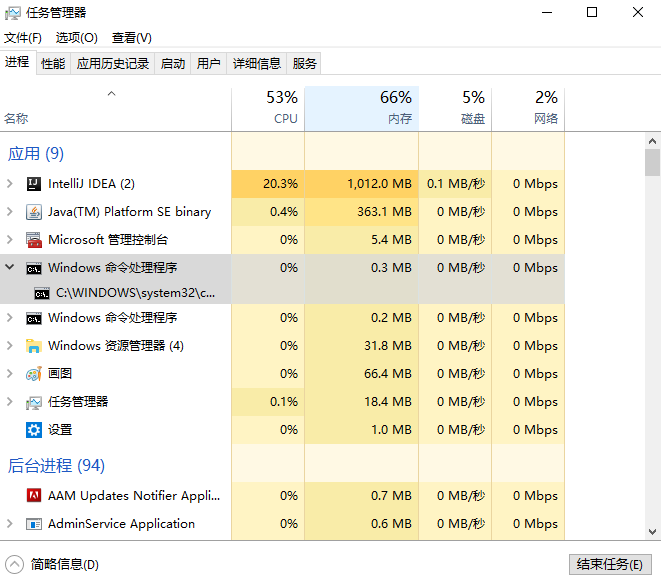 任务管理器
文件(F) 选项(O) 查看(V)
进程 性能 应用历史记录 启动 用户 详细信息 服务
53% 66% 5% 2%
名称 CPU 内存 磁盘 网络
应用 (9)
IntelliJ IDEA (2) 20.3% 1,012.0 MB 0.1 MB/秒 0 Mbps
Java(TM) Platform SE binary 0.4% 363.1 MB 0 MB/秒 0 Mbps
Microsoft 管理控制台 0% 5.4 MB 0 MB/秒 0 Mbps
Windows 命令处理程序 0% 0.3 MB 0 MB/秒 0 Mbps
C:\WINDOWS\system32\c...
Windows 命令处理程序 0% 0.2 MB 0 MB/秒 0 Mbps
Windows 资源管理器 (4) 0% 31.8 MB 0 MB/秒 0 Mbps
画图 0% 66.4 MB 0 MB/秒 0 Mbps
任务管理器 0.1% 18.4 MB 0 MB/秒 0 Mbps
设置 0% 1.0 MB 0 MB/秒 0 Mbps
后台进程 (94)
AAM Updates Notifier Appli... 0% 0.7 MB 0 MB/秒 0 Mbps
AdminService Application 0% 0.6 MB 0 MB/秒 0 Mbps
简略信息(D) 结束任务(E)